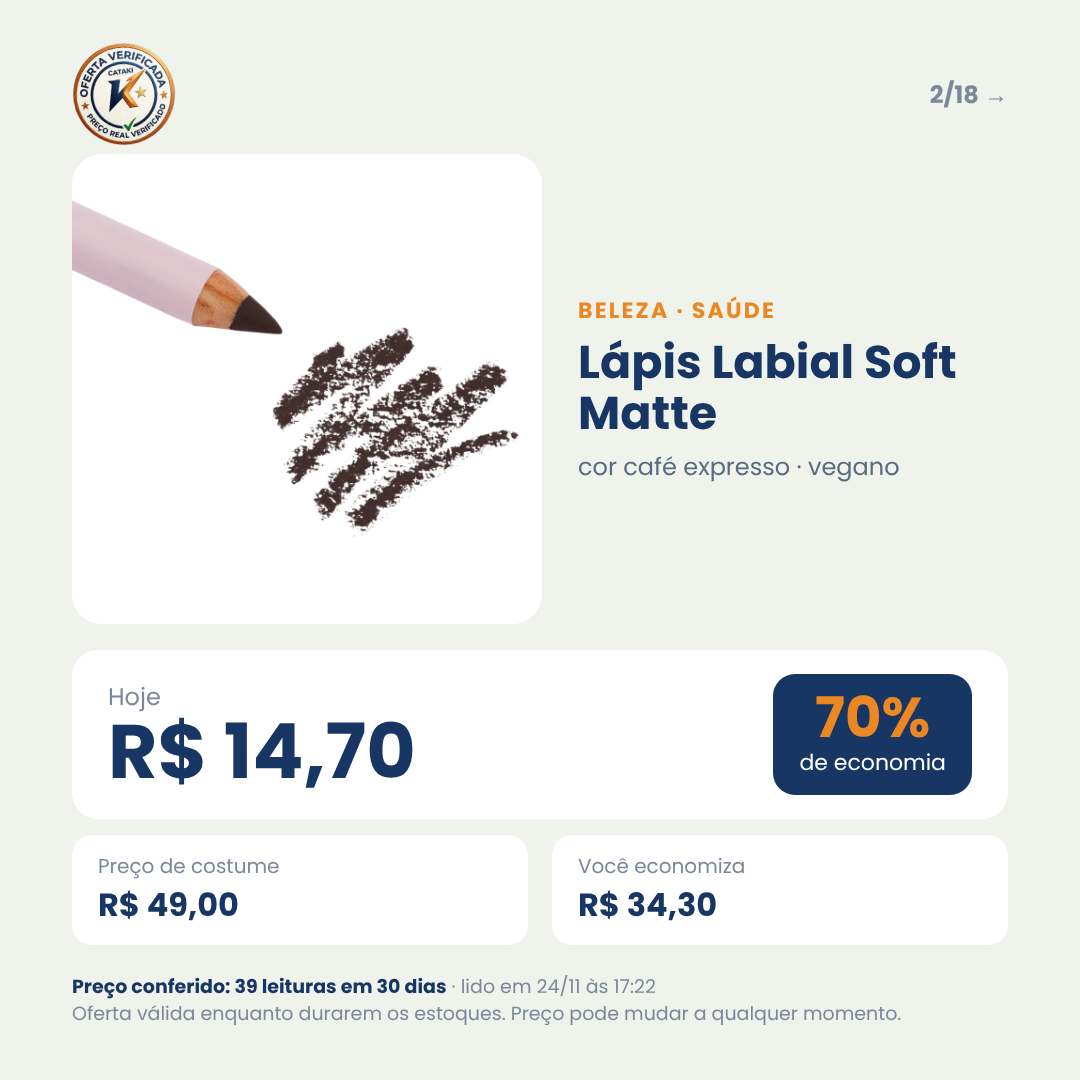 OFERTA VERIFICADA
CATAKI
K
PREÇO REAL VERIFICADO
2/18 →
BELEZA · SAÚDE
Lápis Labial Soft
Matte
cor café expresso · vegano
Hoje
R$ 14,70
70%
de economia
Preço de costume
R$ 49,00
Você economiza
R$ 34,30
Preço conferido: 39 leituras em 30 dias · lido em 24/11 às 17:22
Oferta válida enquanto durarem os estoques. Preço pode mudar a qualquer momento.